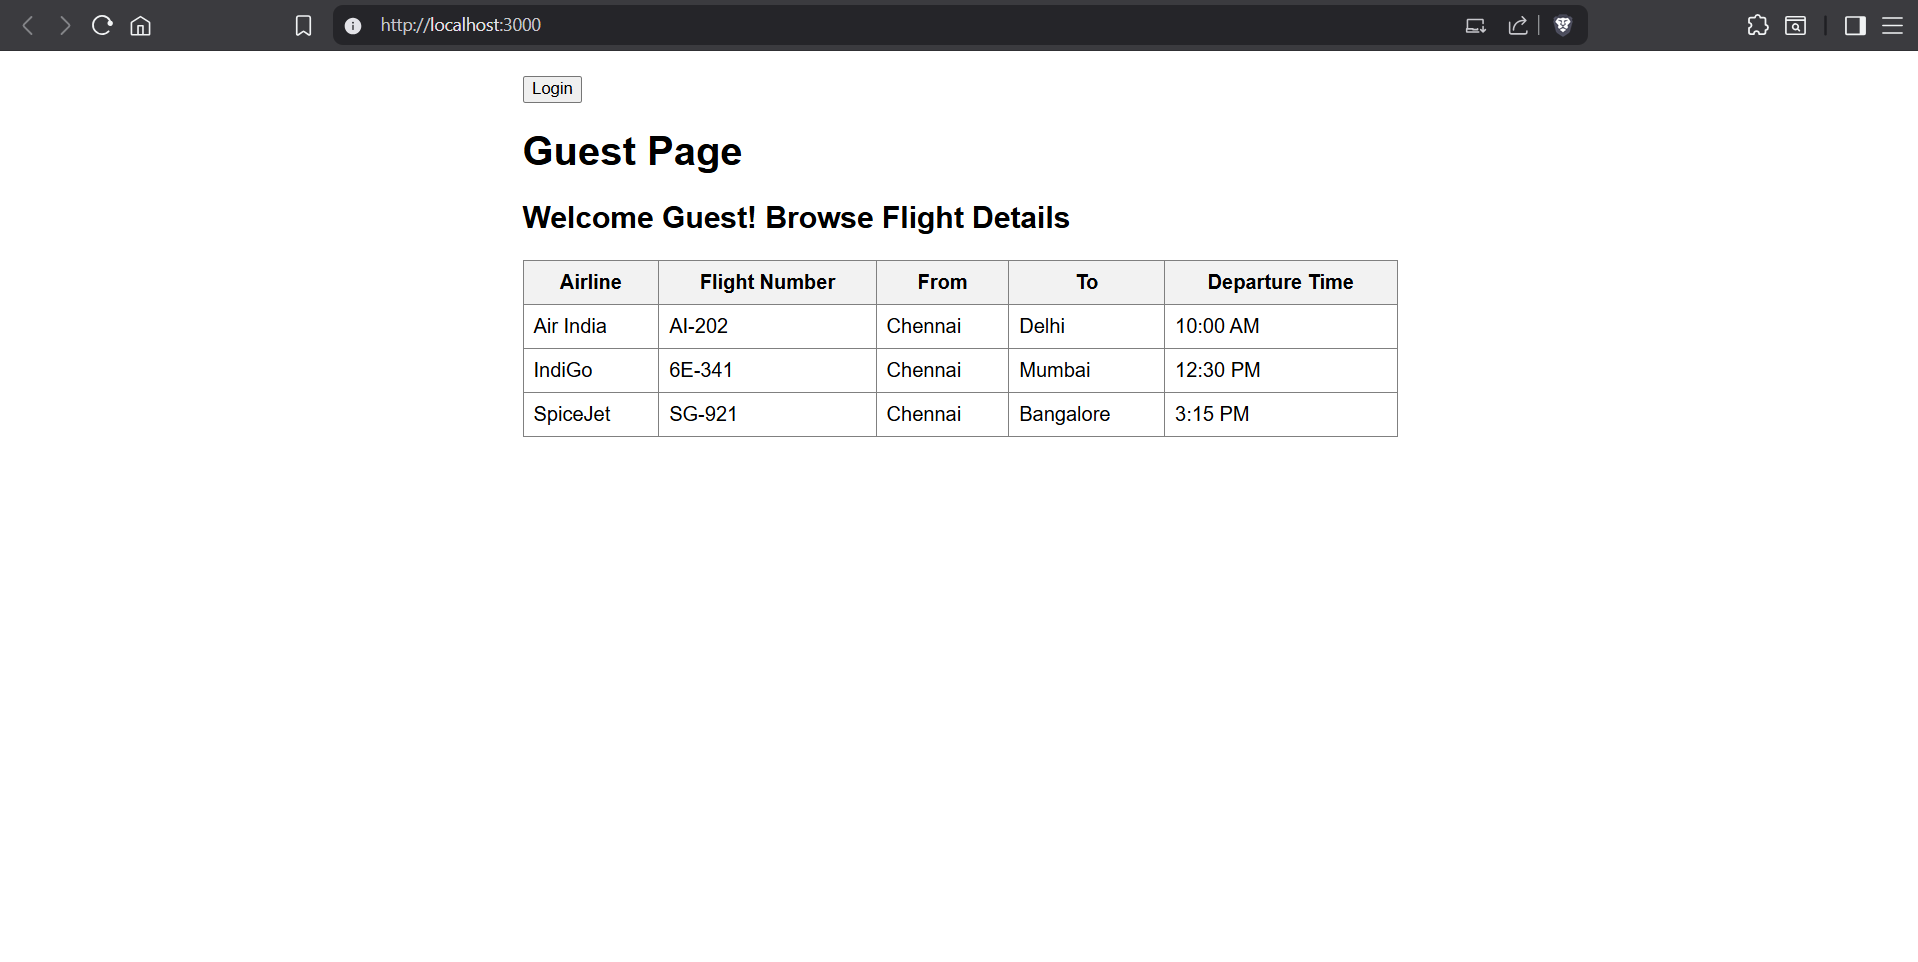 http://localhost:3000
Login
Guest Page
Welcome Guest! Browse Flight Details
Airline Flight Number From To Departure Time
Air India AI-202 Chennai Delhi 10:00 AM
IndiGo 6E-341 Chennai Mumbai 12:30 PM
SpiceJet SG-921 Chennai Bangalore 3:15 PM